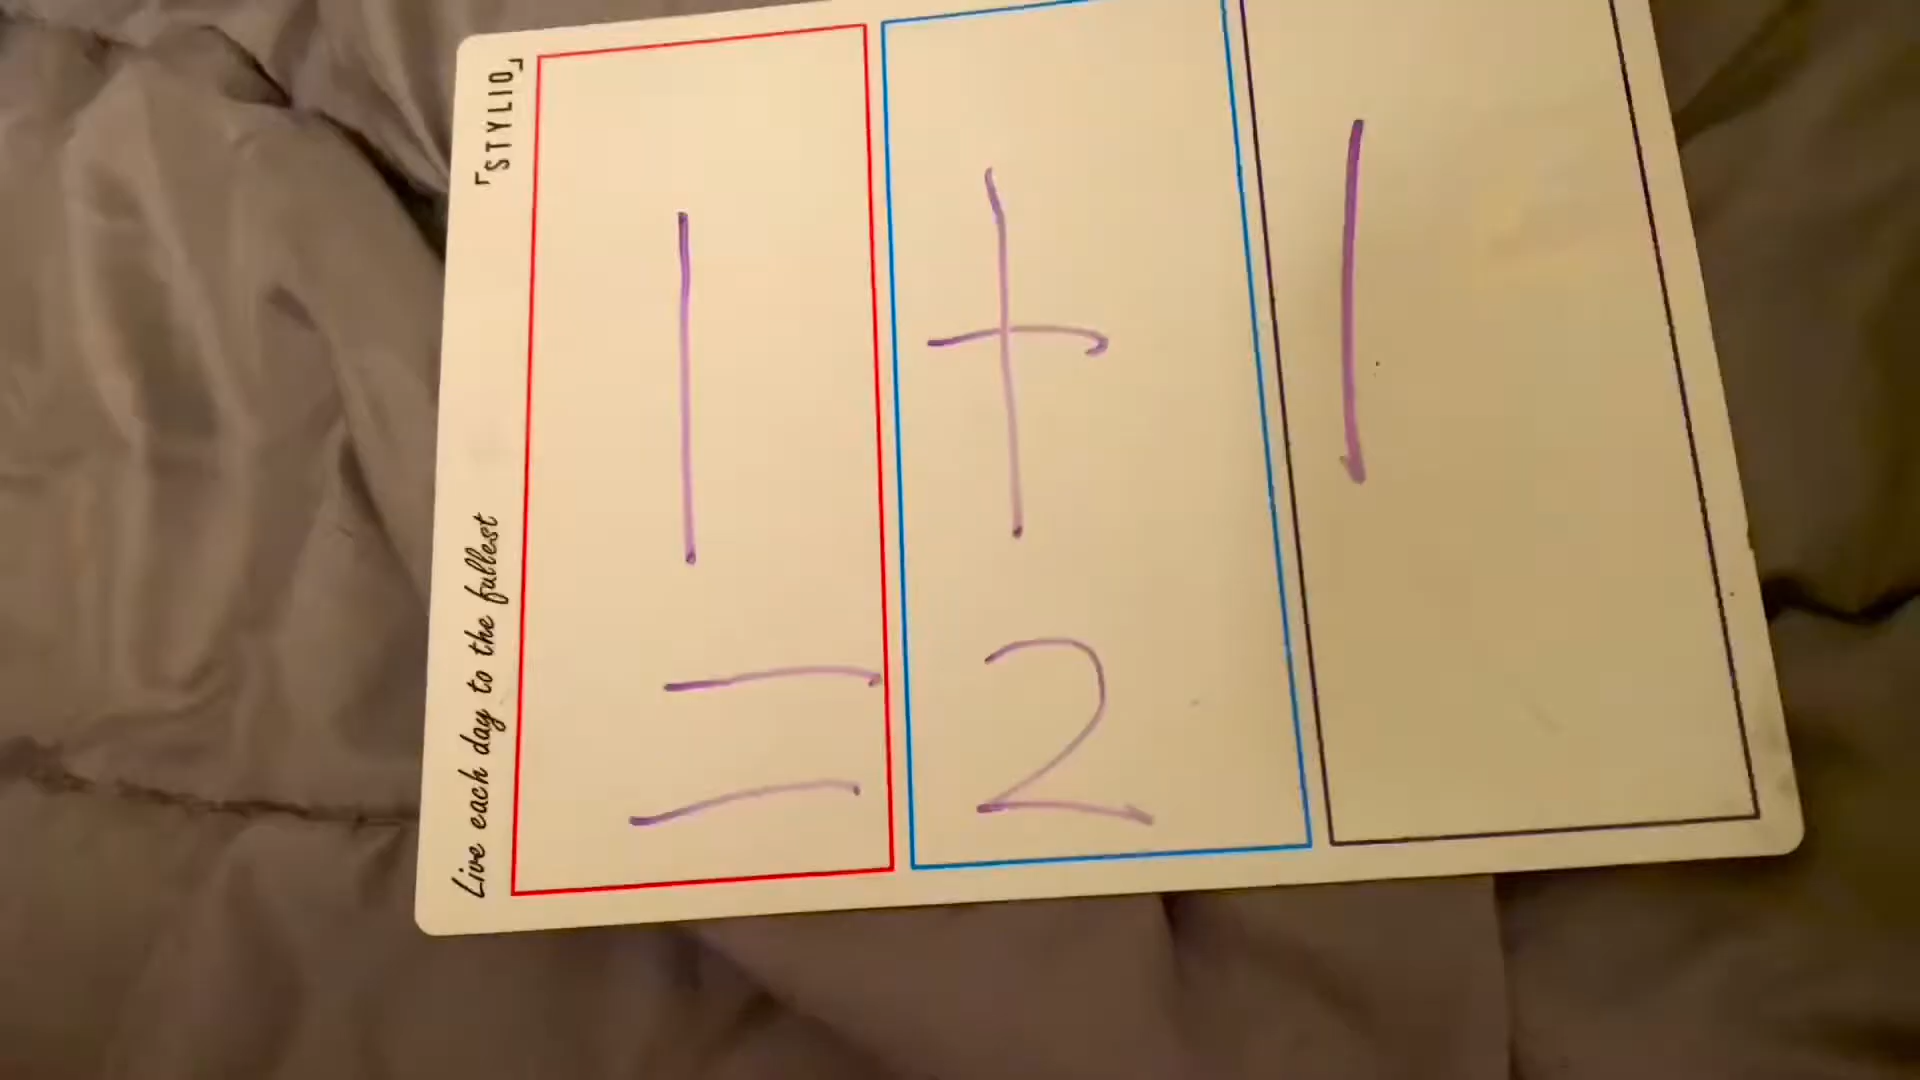 「STYLIO」
Live each day to the fullest
1 + 1
= 2